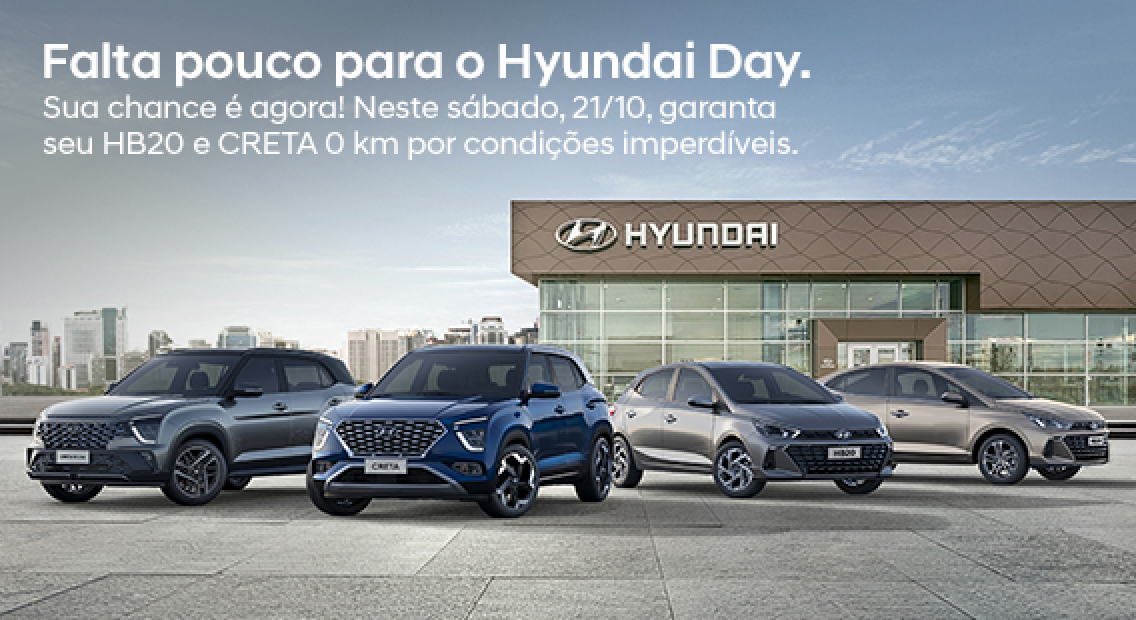 Falta pouco para o Hyundai Day.
Sua chance é agora! Neste sábado, 21/10, garanta
seu HB20 e CRETA 0 km por condições imperdíveis.
HYUNDAI
CRETA
HB20